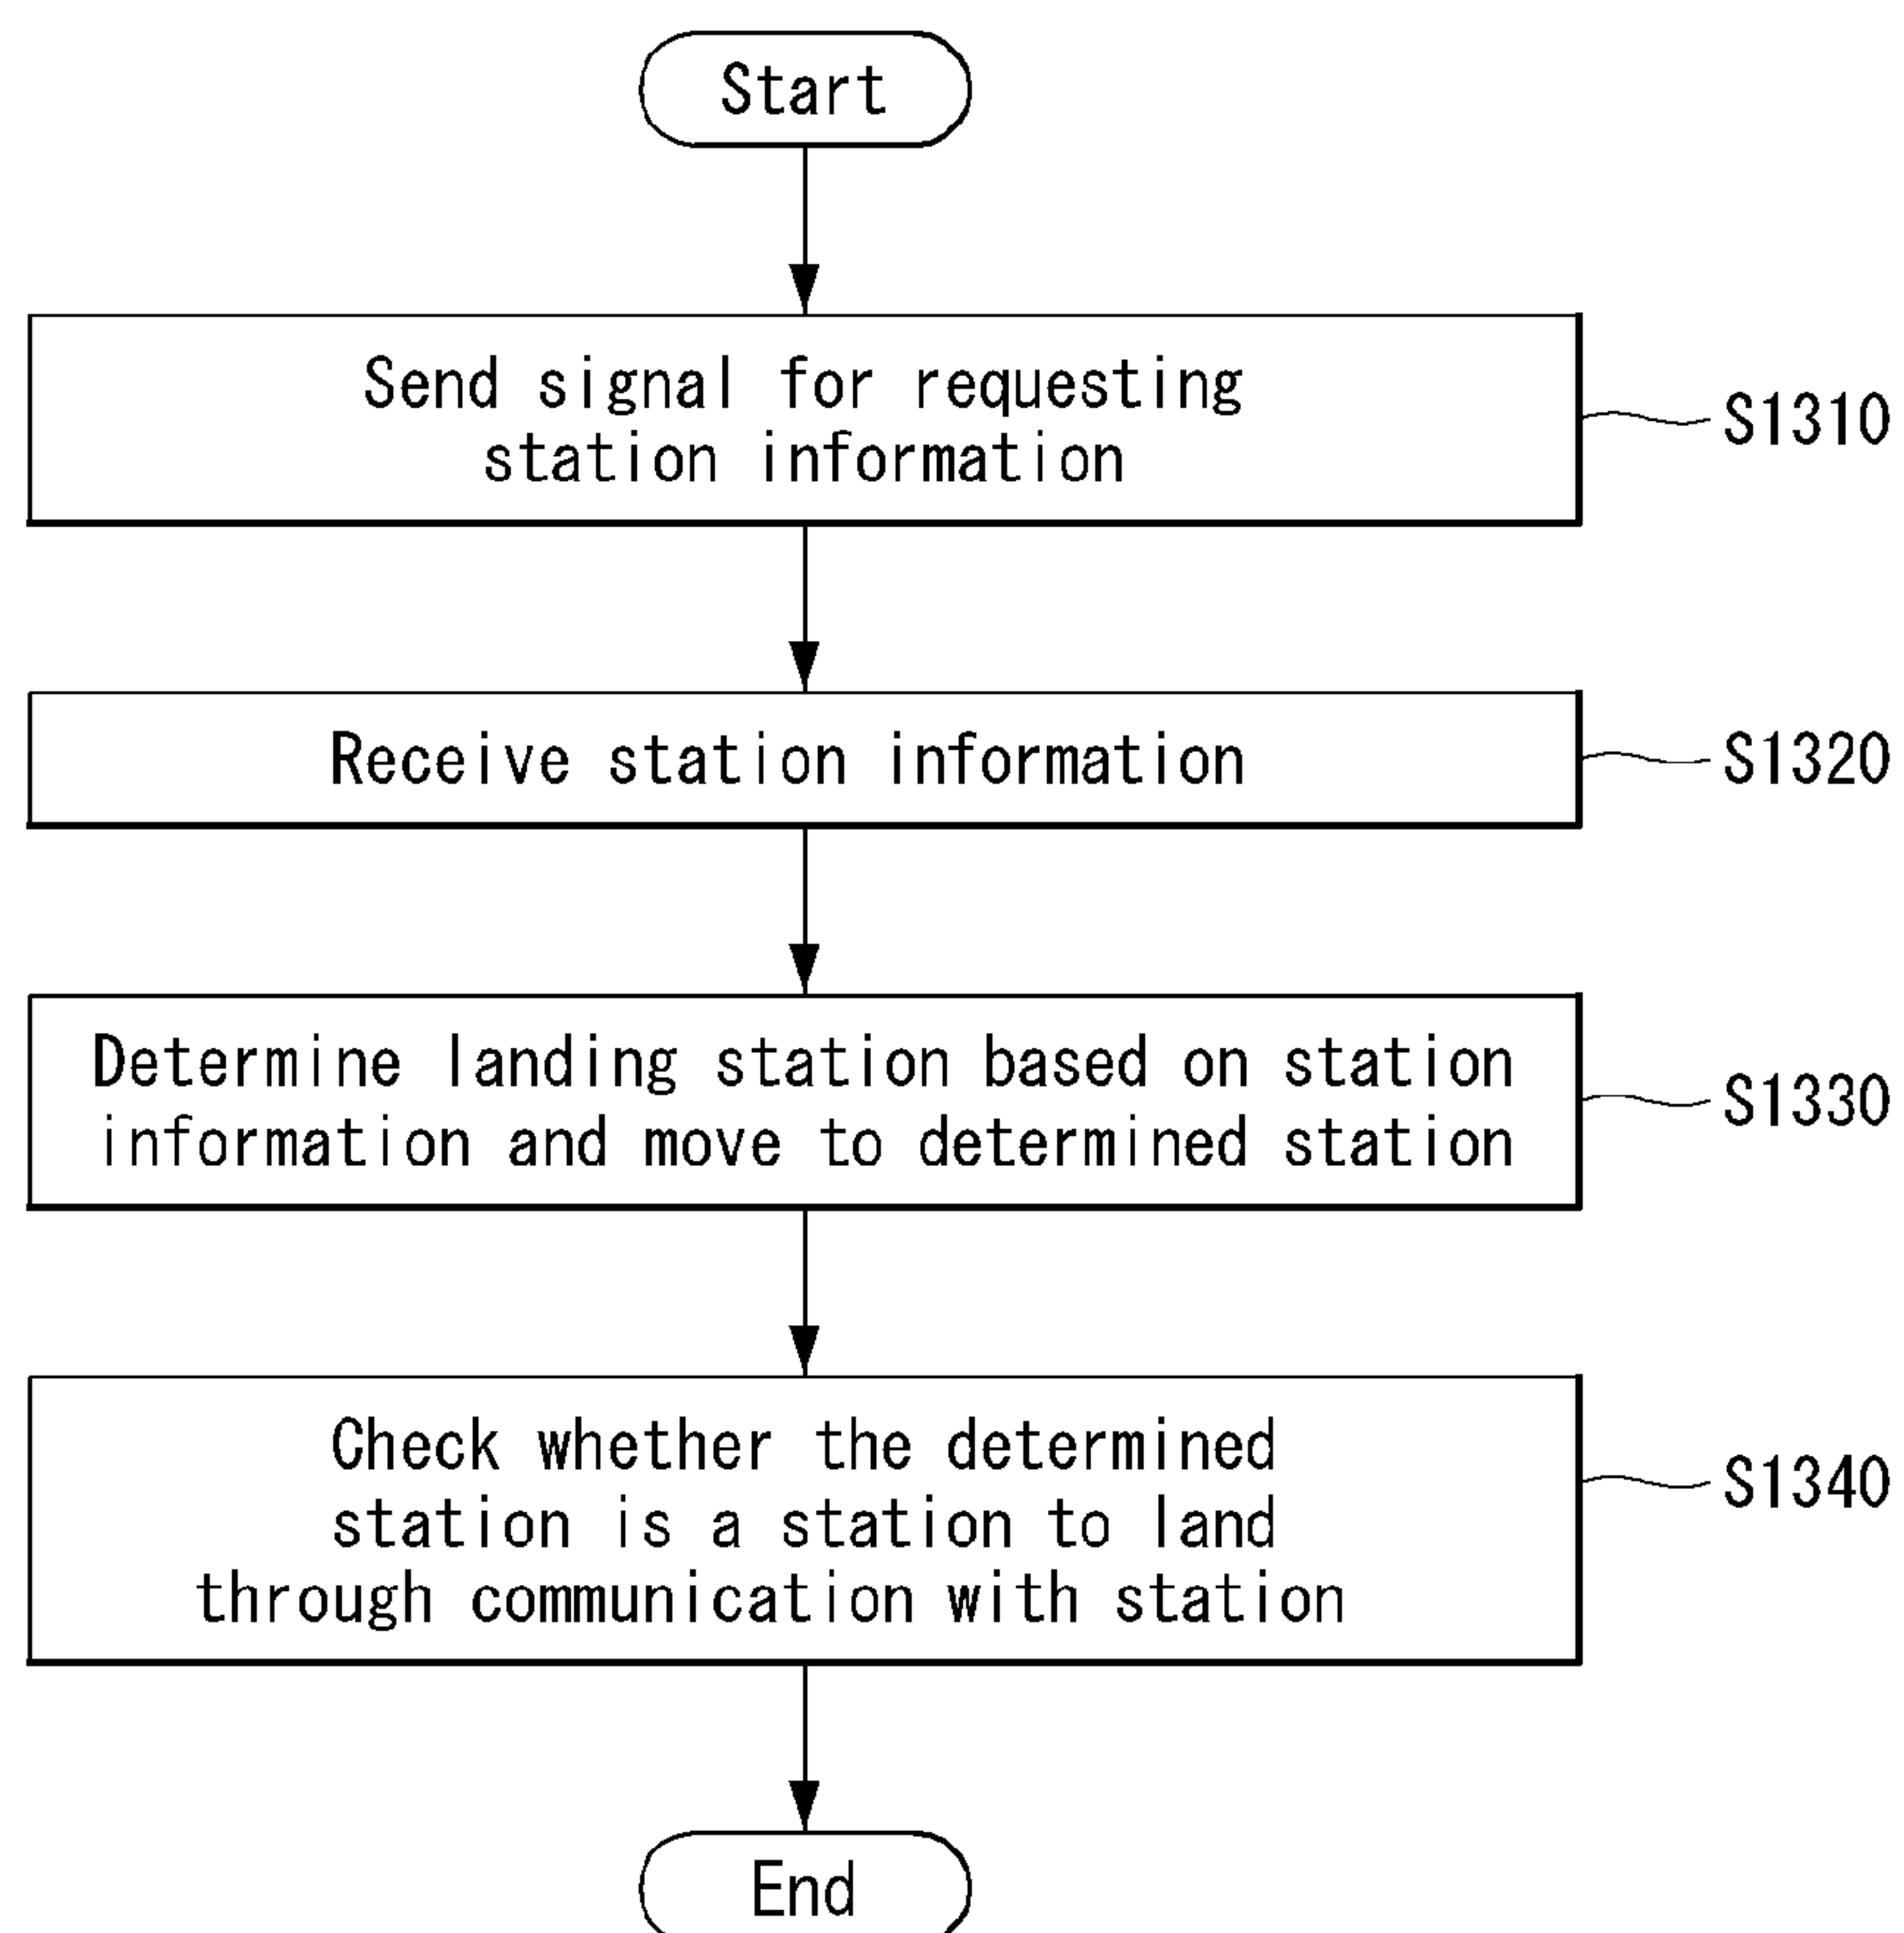 Start
Send signal for requesting
station information
S1310
Receive station information
S1320
Determine landing station based on station
information and move to determined station
S1330
Check whether the determined
station is a station to land
through communication with station
S1340
End